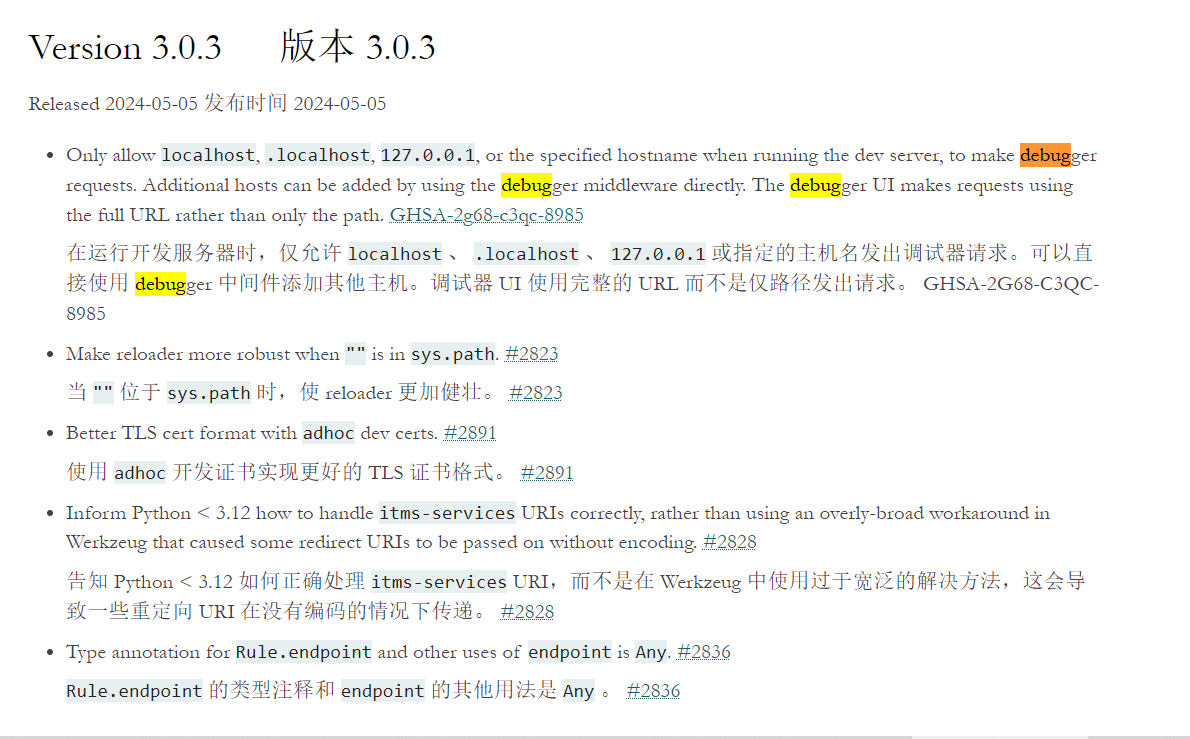 Version 3.0.3 版本 3.0.3
Released 2024-05-05 发布时间 2024-05-05
Only allow localhost, .localhost, 127.0.0.1, or the specified hostname when running the dev server, to make debugger
requests. Additional hosts can be added by using the debugger middleware directly. The debugger UI makes requests using
the full URL rather than only the path. GHSA-2g68-c3qc-8985
在运行开发服务器时，仅允许 localhost 、 .localhost 、 127.0.0.1 或指定的主机名发出调试器请求。可以直
接使用 debugger 中间件添加其他主机。调试器 UI 使用完整的 URL 而不是仅路径发出请求。 GHSA-2G68-C3QC-
8985
Make reloader more robust when "" is in sys.path. #2823
当 "" 位于 sys.path 时，使 reloader 更加健壮。 #2823
Better TLS cert format with adhoc dev certs. #2891
使用 adhoc 开发证书实现更好的 TLS 证书格式。 #2891
Inform Python < 3.12 how to handle itms-services URIs correctly, rather than using an overly-broad workaround in
Werkzeug that caused some redirect URIs to be passed on without encoding. #2828
告知 Python < 3.12 如何正确处理 itms-services URI，而不是在 Werkzeug 中使用过于宽泛的解决方法，这会导
致一些重定向 URI 在没有编码的情况下传递。 #2828
Type annotation for Rule.endpoint and other uses of endpoint is Any. #2836
Rule.endpoint 的类型注释和 endpoint 的其他用法是 Any 。 #2836